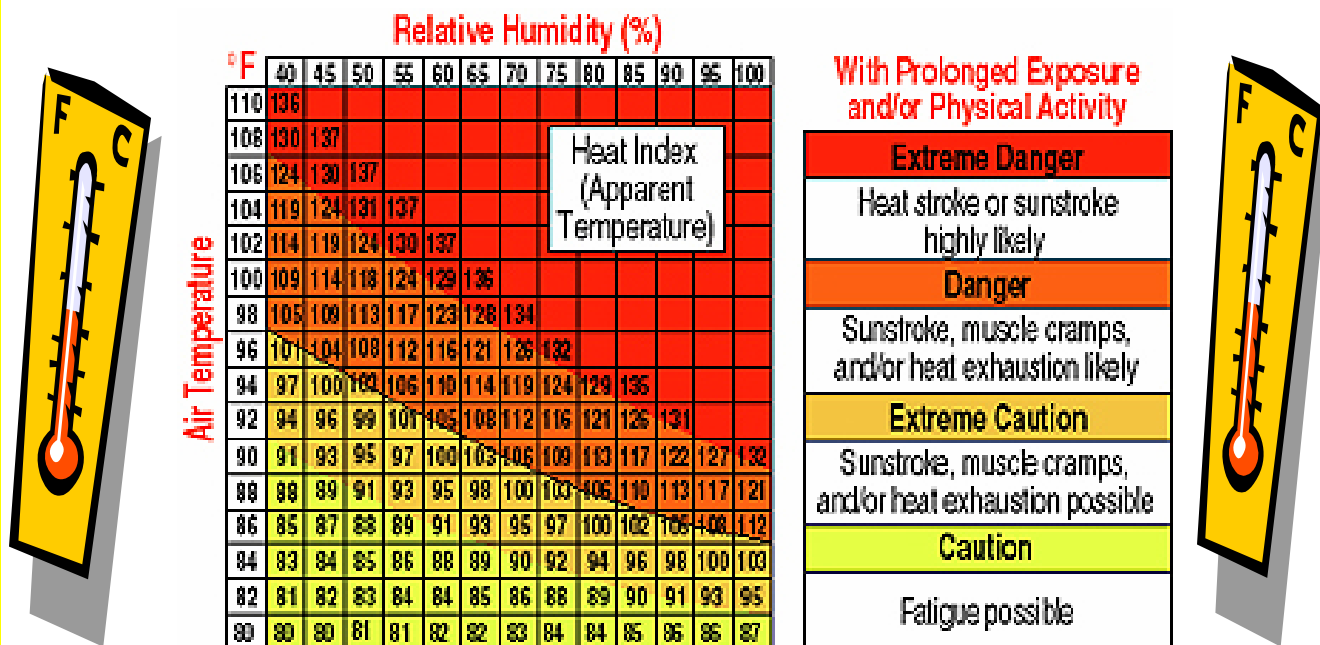 Relative Humidity (%)
°F 40 45 50 55 60 65 70 75 80 85 90 95 100
110 136
108 130 137
106 124 130 137
104 119 124 131 137
102 114 119 124 130 137
100 109 114 118 124 129 136
98 105 109 113 117 123 128 134
96 101 104 108 112 116 121 126 132
94 97 100 102 106 110 114 119 124 129 135
92 94 96 99 101 105 108 112 116 121 126 131
90 91 93 95 97 100 103 106 109 113 117 122 127 132
88 88 89 91 93 95 98 100 103 106 110 113 117 121
86 85 87 88 89 91 93 95 97 100 102 105 108 112
84 83 84 85 86 88 89 90 92 94 96 98 100 103
82 81 82 83 84 84 85 86 88 89 90 91 93 95
80 80 80 81 81 82 82 83 84 84 85 86 86 87
Air Temperature
Heat Index
(Apparent
Temperature)
With Prolonged Exposure
and/or Physical Activity
Extreme Danger
Heat stroke or sunstroke
highly likely
Danger
Sunstroke, muscle cramps,
and/or heat exhaustion likely
Extreme Caution
Sunstroke, muscle cramps,
and/or heat exhaustion possible
Caution
Fatigue possible
F C
F C